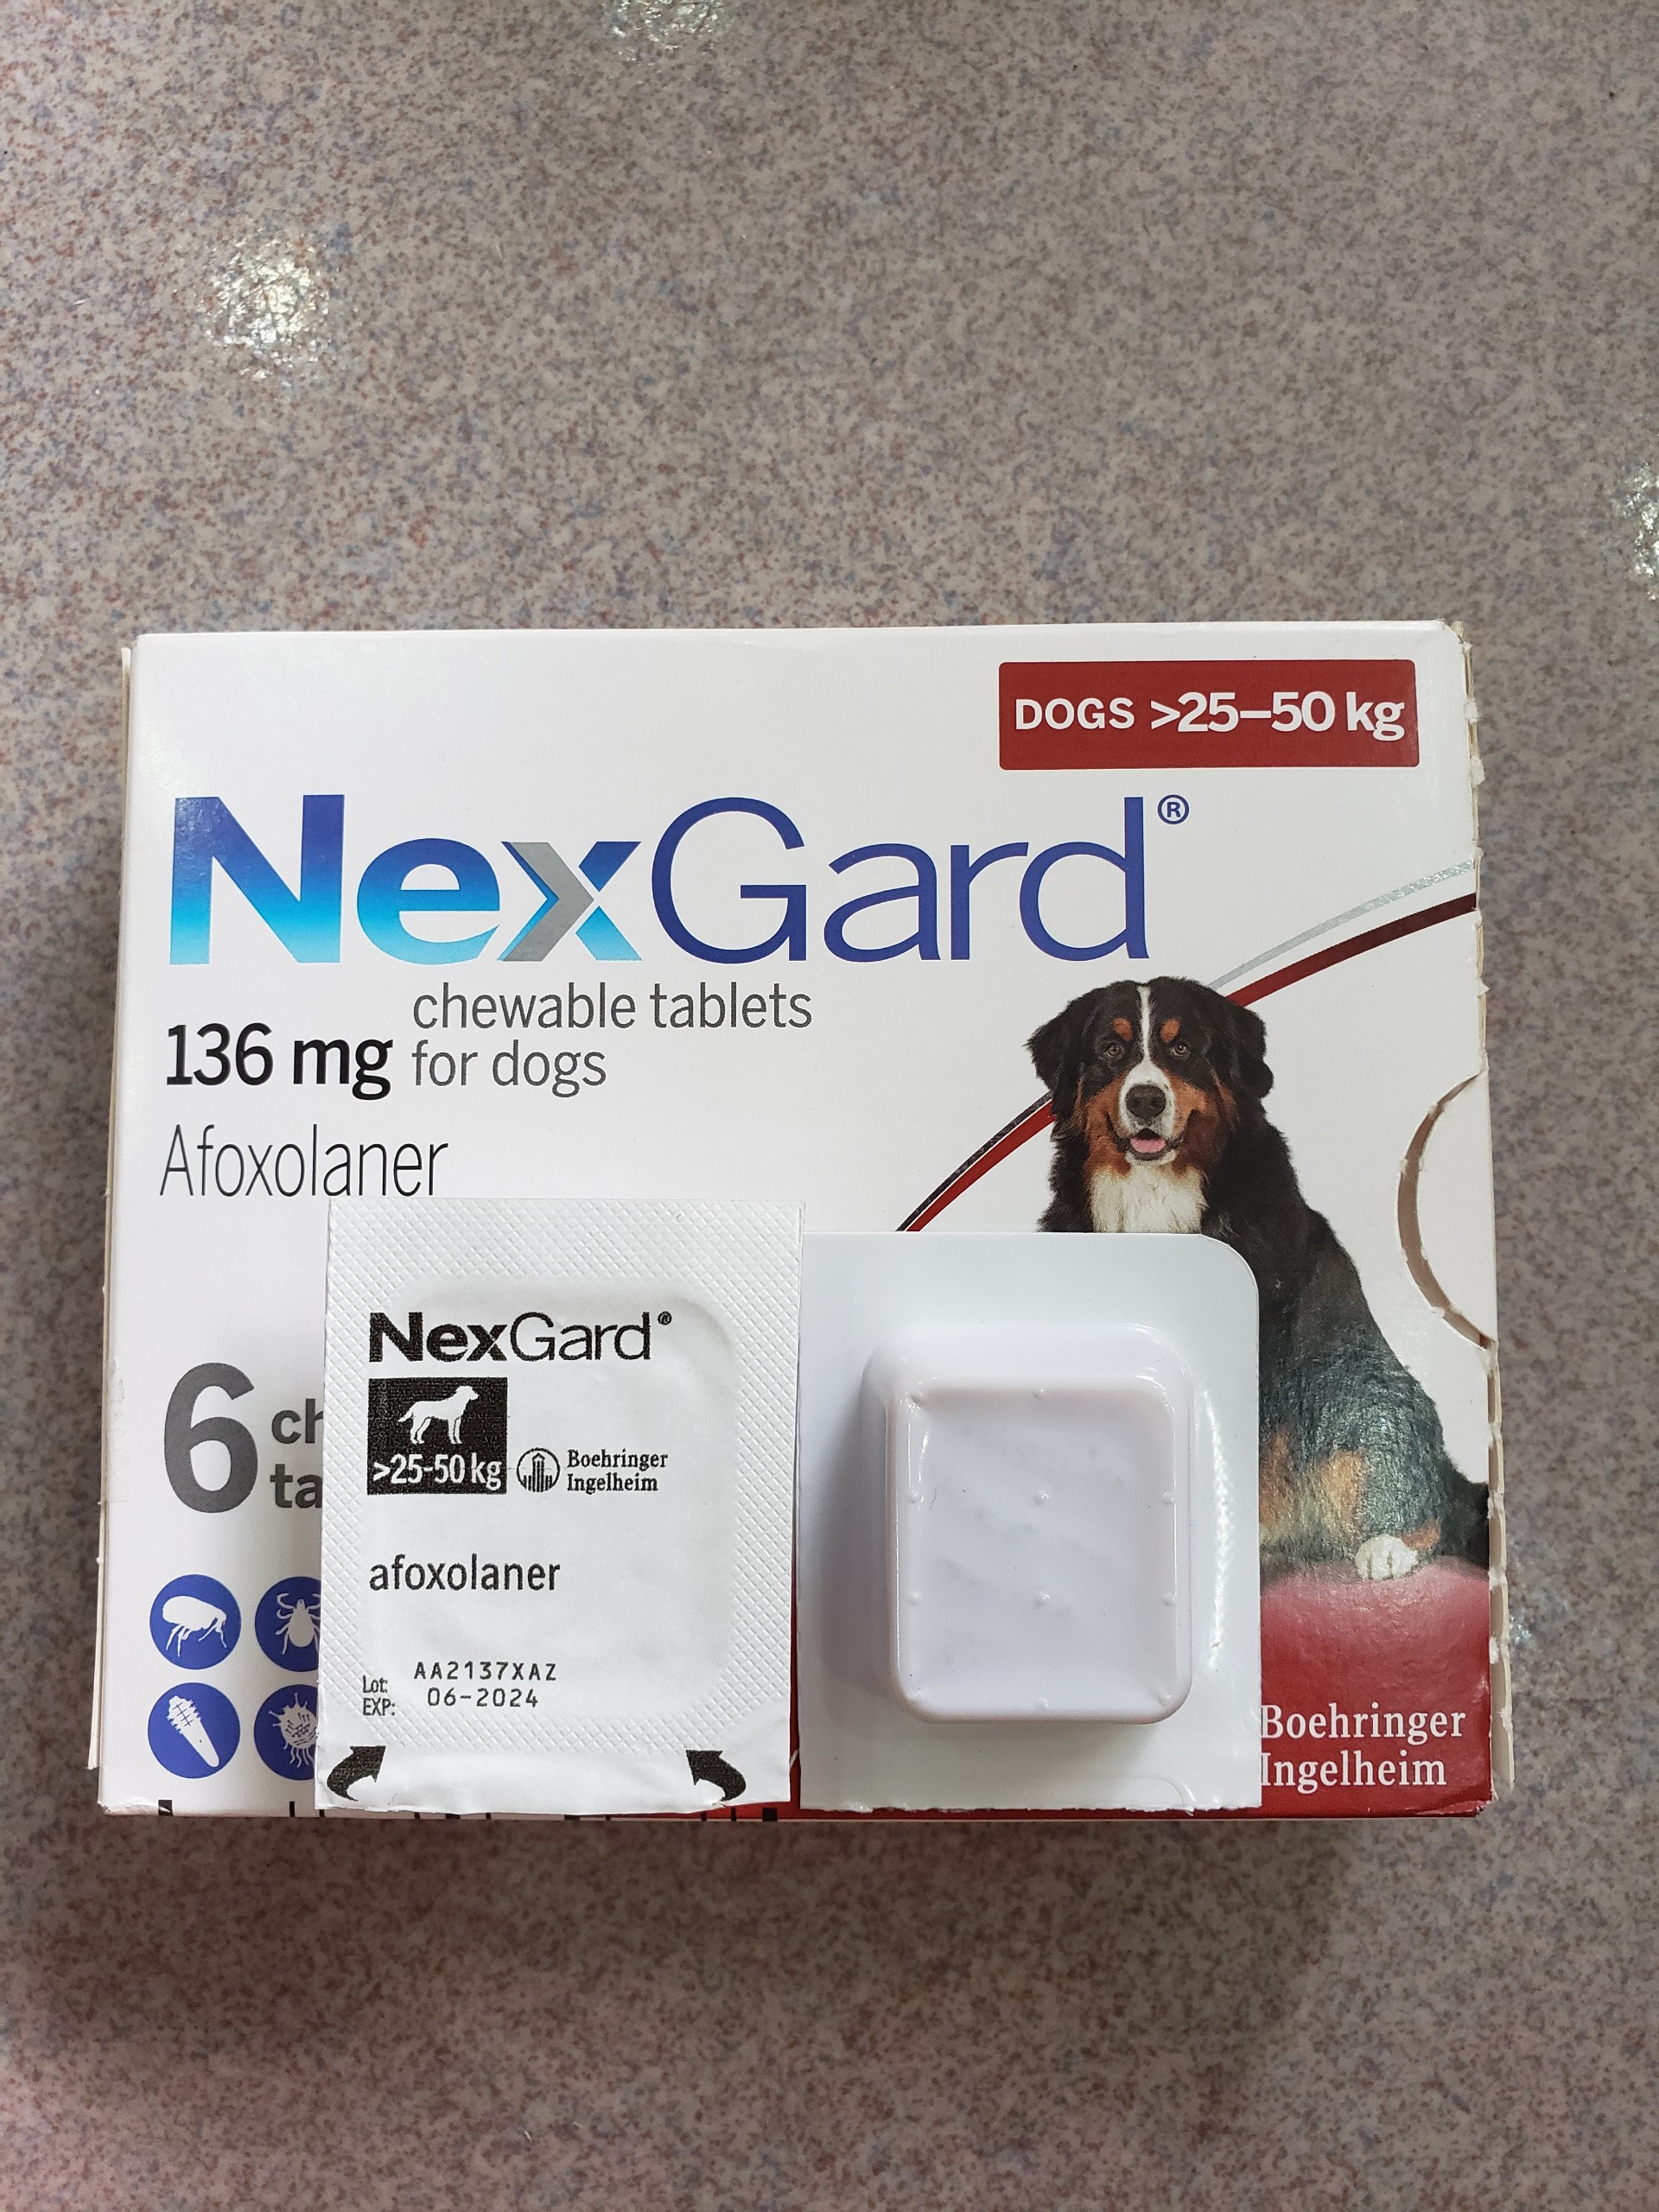 DOGS >25–50 kg
NexGard®
136 mg chewable tablets
for dogs
Afoxolaner
6
NexGard®
>25-50 kg
Boehringer
Ingelheim
afoxolaner
Lot: AA2137XAZ
EXP: 06-2024
Boehringer
Ingelheim